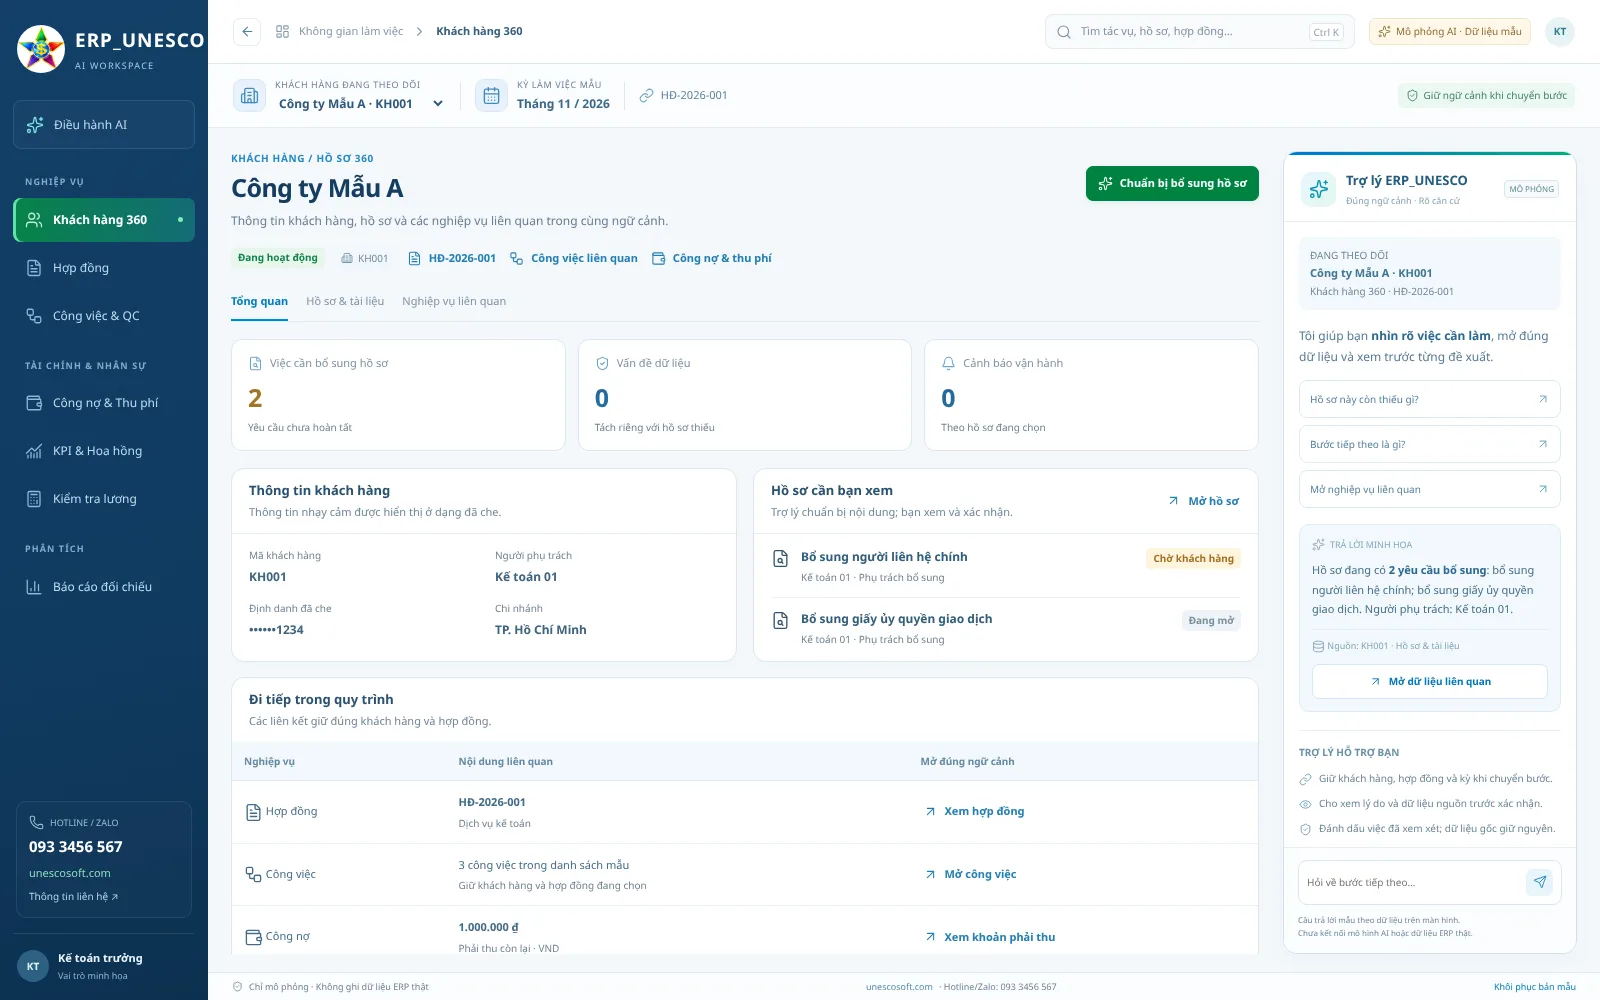 ERP_UNESCO
AI WORKSPACE
Điều hành AI
NGHIỆP VỤ
Khách hàng 360
Hợp đồng
Công việc & QC
TÀI CHÍNH & NHÂN SỰ
Công nợ & Thu phí
KPI & Hoa hồng
Kiểm tra lương
PHÂN TÍCH
Báo cáo đối chiếu
HOTLINE / ZALO
093 3456 567
unescosoft.com
Thông tin liên hệ ↗
KT
Kế toán trưởng
Vai trò minh họa
Không gian làm việc
Khách hàng 360
Tìm tác vụ, hồ sơ, hợp đồng...
Ctrl K
Mô phỏng AI · Dữ liệu mẫu
KT
KHÁCH HÀNG ĐANG THEO DÕI
Công ty Mẫu A · KH001
KỲ LÀM VIỆC MẪU
Tháng 11 / 2026
HĐ-2026-001
Giữ ngữ cảnh khi chuyển bước
KHÁCH HÀNG / HỒ SƠ 360
Công ty Mẫu A
Thông tin khách hàng, hồ sơ và các nghiệp vụ liên quan trong cùng ngữ cảnh.
Chuẩn bị bổ sung hồ sơ
Đang hoạt động
KH001
HĐ-2026-001
Công việc liên quan
Công nợ & thu phí
Tổng quan
Hồ sơ & tài liệu
Nghiệp vụ liên quan
Việc cần bổ sung hồ sơ
2
Yêu cầu chưa hoàn tất
Vấn đề dữ liệu
0
Tách riêng với hồ sơ thiếu
Cảnh báo vận hành
0
Theo hồ sơ đang chọn
Thông tin khách hàng
Thông tin nhạy cảm được hiển thị ở dạng đã che.
Mã khách hàng
KH001
Người phụ trách
Kế toán 01
Định danh đã che
••••••1234
Chi nhánh
TP. Hồ Chí Minh
Hồ sơ cần bạn xem
Trợ lý chuẩn bị nội dung; bạn xem và xác nhận.
Mở hồ sơ
Bổ sung người liên hệ chính
Kế toán 01 · Phụ trách bổ sung
Chờ khách hàng
Bổ sung giấy ủy quyền giao dịch
Kế toán 01 · Phụ trách bổ sung
Đang mở
Đi tiếp trong quy trình
Các liên kết giữ đúng khách hàng và hợp đồng.
Nghiệp vụ
Nội dung liên quan
Mở đúng ngữ cảnh
Hợp đồng
HĐ-2026-001
Dịch vụ kế toán
Xem hợp đồng
Công việc
3 công việc trong danh sách mẫu
Giữ khách hàng và hợp đồng đang chọn
Mở công việc
Công nợ
1.000.000 ₫
Phải thu còn lại · VND
Xem khoản phải thu
Trợ lý ERP_UNESCO
Đúng ngữ cảnh · Rõ căn cứ
MÔ PHỎNG
ĐANG THEO DÕI
Công ty Mẫu A · KH001
Khách hàng 360 · HĐ-2026-001
Tôi giúp bạn nhìn rõ việc cần làm, mở đúng
dữ liệu và xem trước từng đề xuất.
Hồ sơ này còn thiếu gì?
Bước tiếp theo là gì?
Mở nghiệp vụ liên quan
TRẢ LỜI MINH HỌA
Hồ sơ đang có 2 yêu cầu bổ sung: bổ sung
người liên hệ chính; bổ sung giấy ủy quyền
giao dịch. Người phụ trách: Kế toán 01.
Nguồn: KH001 · Hồ sơ & tài liệu
Mở dữ liệu liên quan
TRỢ LÝ HỖ TRỢ BẠN
Giữ khách hàng, hợp đồng và kỳ khi chuyển bước.
Cho xem lý do và dữ liệu nguồn trước xác nhận.
Đánh dấu việc đã xem xét; dữ liệu gốc giữ nguyên.
Hỏi về bước tiếp theo...
Câu trả lời mẫu theo dữ liệu trên màn hình.
Chưa kết nối mô hình AI hoặc dữ liệu ERP thật.
Chỉ mô phỏng · Không ghi dữ liệu ERP thật
unescosoft.com · Hotline/Zalo: 093 3456 567
Khôi phục bản mẫu